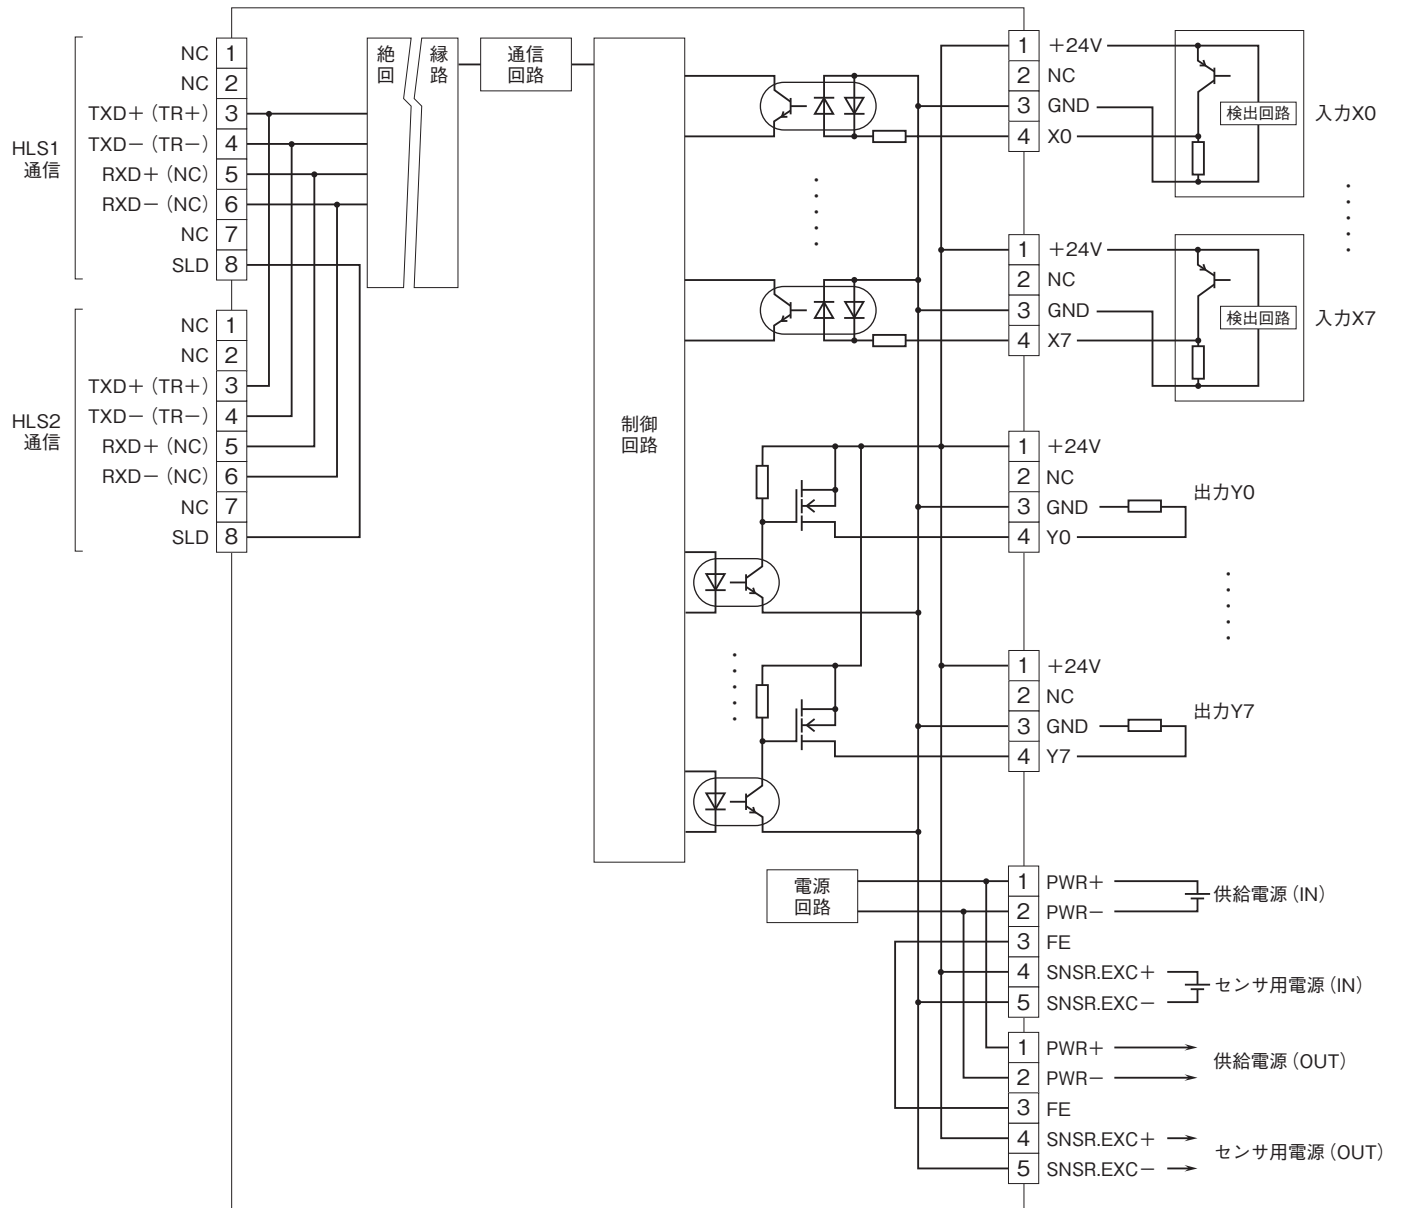 HLS1
通信
NC 1
NC 2
TXD+ (TR+) 3
TXD− (TR−) 4
RXD+ (NC) 5
RXD− (NC) 6
NC 7
SLD 8
HLS2
通信
NC 1
NC 2
TXD+ (TR+) 3
TXD− (TR−) 4
RXD+ (NC) 5
RXD− (NC) 6
NC 7
SLD 8
絶縁
回路
通信
回路
制御
回路
1 +24V
2 NC
3 GND
4 X0
検出回路
入力X0
1 +24V
2 NC
3 GND
4 X7
検出回路
入力X7
1 +24V
2 NC
3 GND
4 Y0
出力Y0
1 +24V
2 NC
3 GND
4 Y7
出力Y7
電源
回路
1 PWR+
2 PWR−
3 FE
4 SNSR.EXC+
5 SNSR.EXC−
供給電源(IN)
センサ用電源(IN)
1 PWR+
2 PWR−
3 FE
4 SNSR.EXC+
5 SNSR.EXC−
供給電源(OUT)
センサ用電源(OUT)